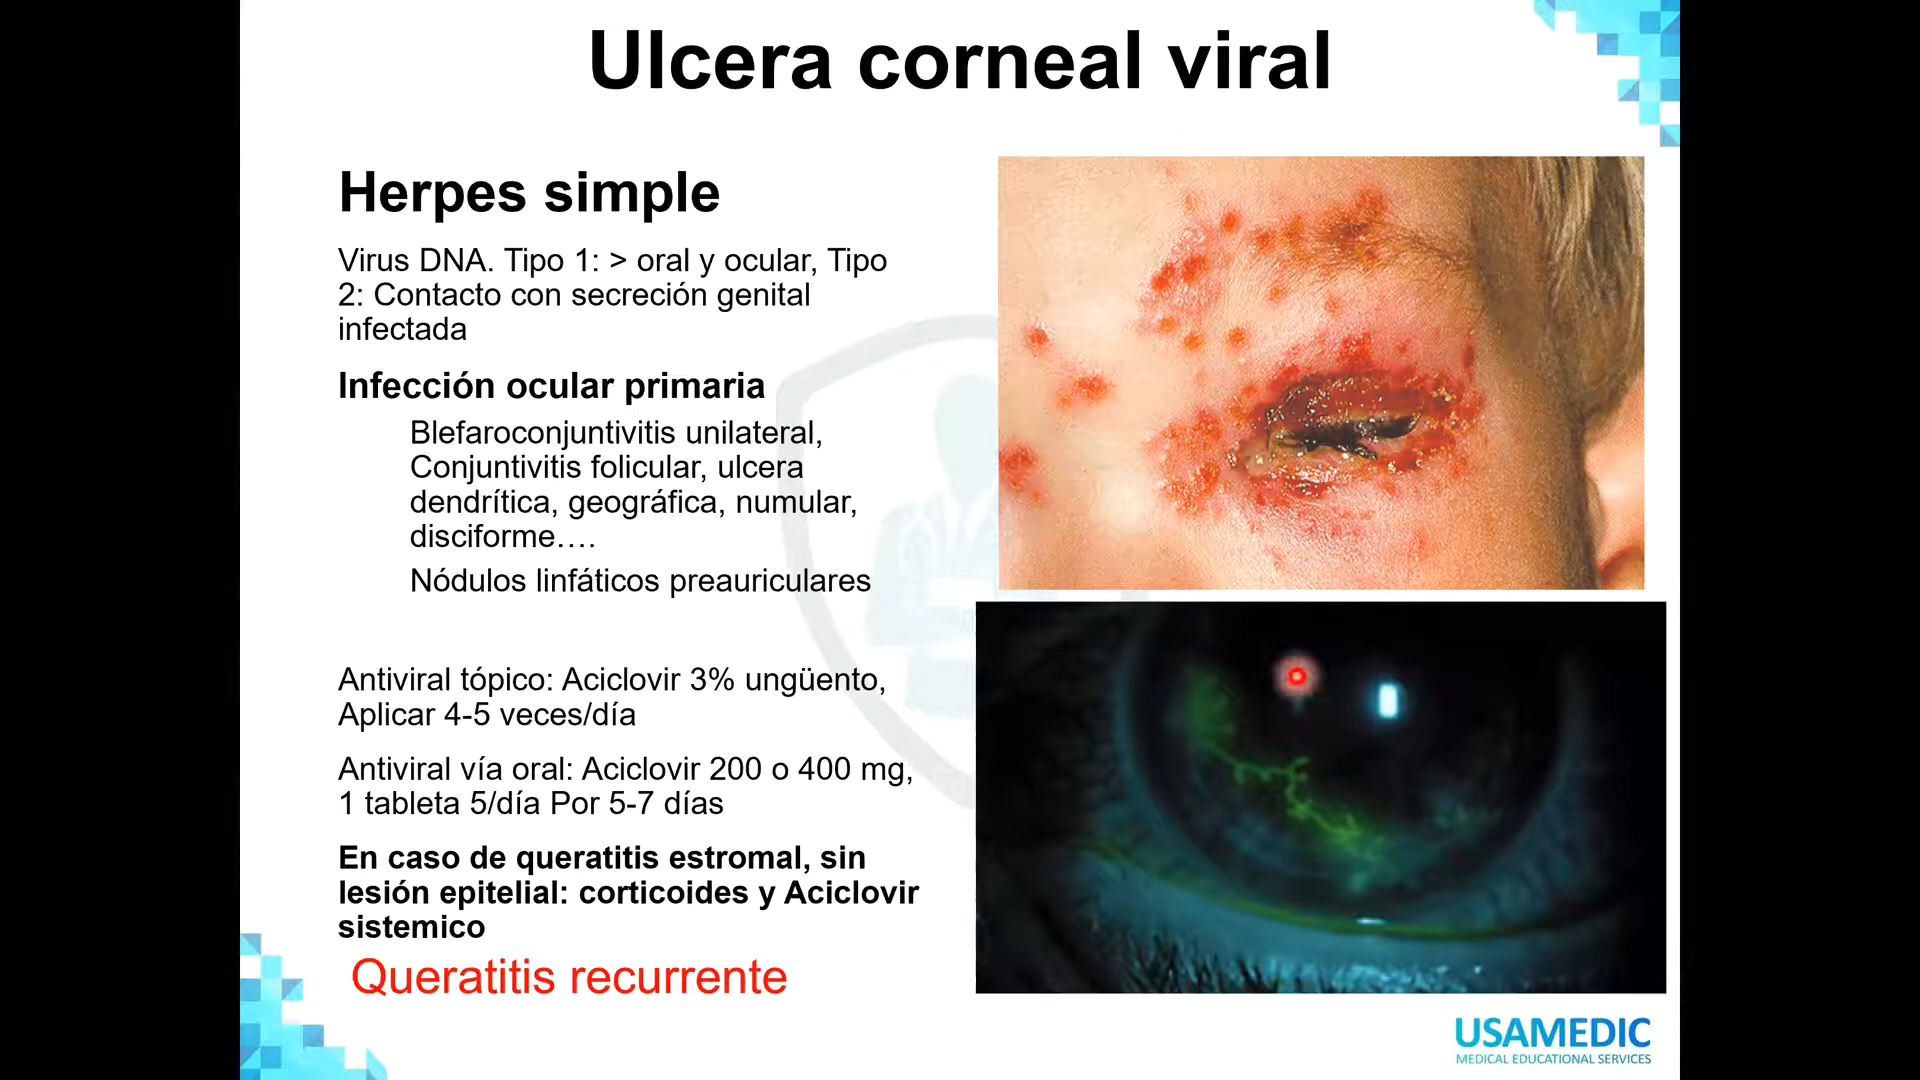 Ulcera corneal viral
Herpes simple
Virus DNA. Tipo 1: > oral y ocular, Tipo
2: Contacto con secreción genital
infectada
Infección ocular primaria
Blefaroconjuntivitis unilateral,
Conjuntivitis folicular, ulcera
dendrítica, geográfica, numular,
disciforme….
Nódulos linfáticos preauriculares
Antiviral tópico: Aciclovir 3% ungüento,
Aplicar 4-5 veces/día
Antiviral vía oral: Aciclovir 200 o 400 mg,
1 tableta 5/día Por 5-7 días
En caso de queratitis estromal, sin
lesión epitelial: corticoides y Aciclovir
sistemico
Queratitis recurrente
USAMEDIC
MEDICAL EDUCATIONAL SERVICES